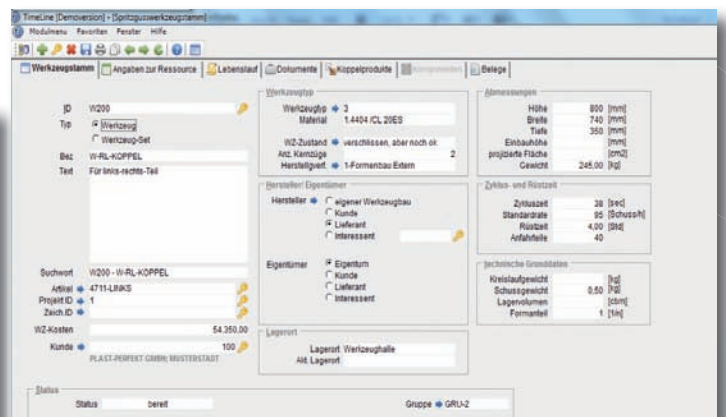 TimeLine [Demoversion] - [Spritzgusswerkzeugstamm]
Modulmenu Favoriten Fenster Hilfe
Werkzeugstamm Angaben zur Ressource Lebenslauf Dokumente Koppelprodukte Komponenten Belege
ID W200
Typ Werkzeug
Werkzeug-Set
Bez W-RL-KOPPEL
Text Für links-rechts-Teil
Suchwort W200 - W-RL-KOPPEL
Artikel 4711-LINKS
Projekt.ID 1
Zeich.ID
WZ-Kosten 54.350,00
Kunde 100
PLAST-PERFEKT GMBH: MUSTERSTADT
Werkzeugtyp
Werkzeugtyp 3
Material 1.4404 /CL 20ES
WZ-Zustand verschlissen, aber noch ok
Anz. Kernzüge 2
Herstellverf. 1-Formenbau Extern
Hersteller/ Eigentümer
Hersteller eigener Werkzeugbau
Kunde
Lieferant
Interessent
Eigentümer Eigentum
Kunde
Lieferant
Interessent
Lagerort
Lagerort Werkzeughalle
Akt. Lagerort
Abmessungen
Höhe 800 [mm]
Breite 740 [mm]
Tiefe 350 [mm]
Einbauhöhe [mm]
projizierte Fläche [cm2]
Gewicht 245,00 [kg]
Zyklus- und Rüstzeit
Zykluszeit 38 [sec]
Standardrate 95 [Schuss/h]
Rüstzeit 4,00 [Std]
Anfahrteile 40
technische Grunddaten
Kreislaufgewicht [kg]
Schussgewicht 0,50 [kg]
Lagervolumen [cbm]
Formanteil 1 [1/n]
Status
Status bereit
Gruppe GRU-2